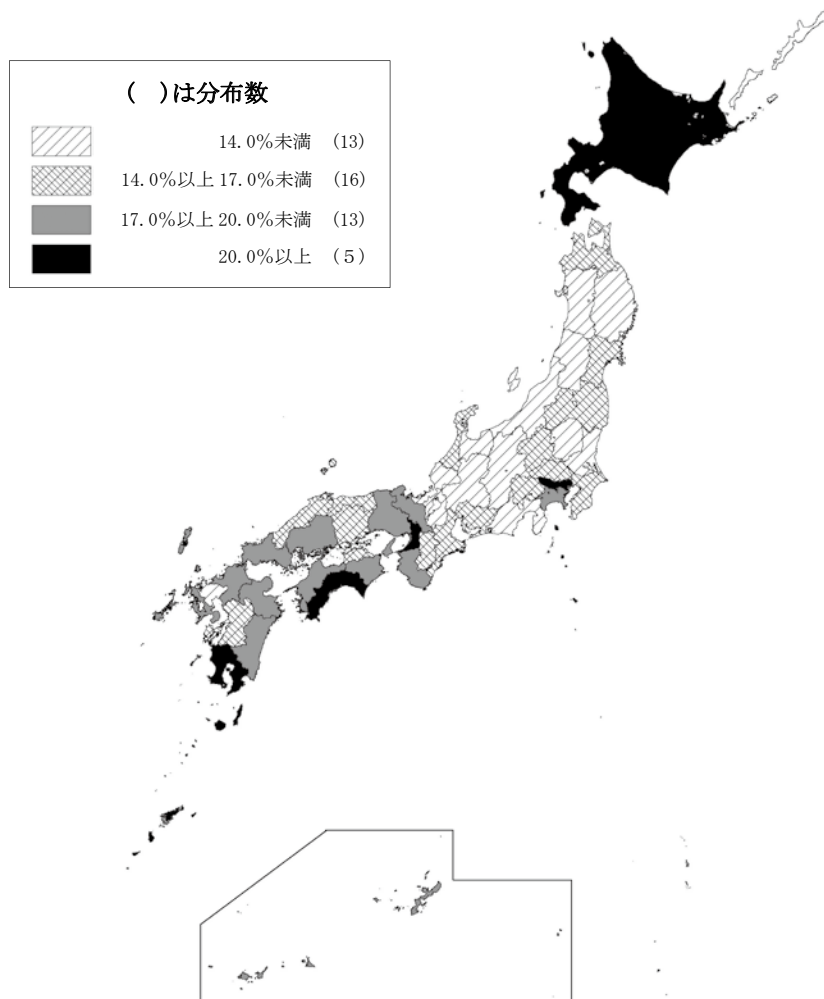 (　)は分布数
14.0%未満　(13)
14.0%以上 17.0%未満　(16)
17.0%以上 20.0%未満　(13)
20.0%以上　(５)